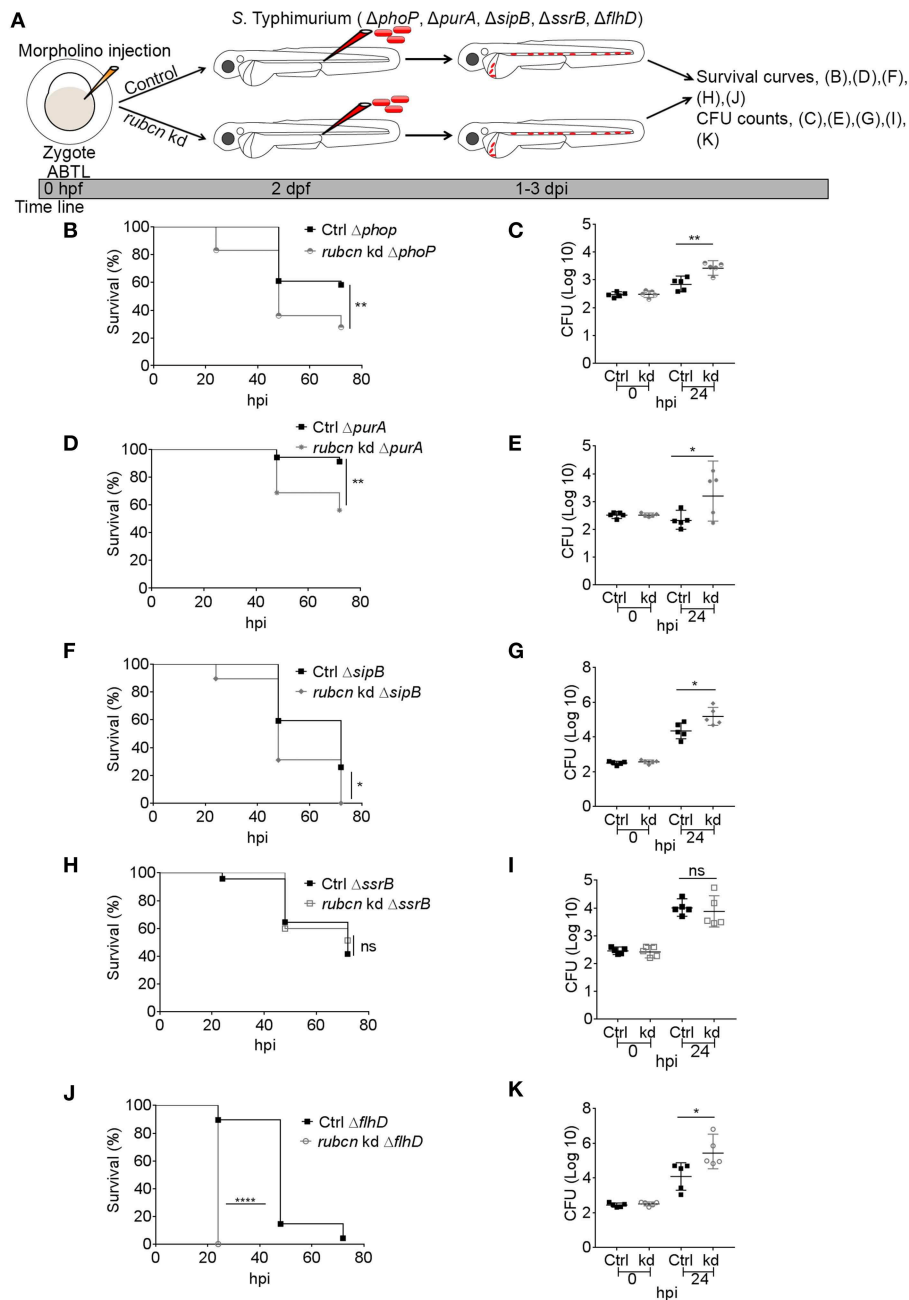 A
S. Typhimurium ( ΔphoP, ΔpurA, ΔsipB, ΔssrB, ΔflhD)
Morpholino injection
Control
rubcn kd
Zygote
ABTL
Survival curves, (B),(D),(F),
(H),(J)
CFU counts, (C),(E),(G),(I),
(K)
0 hpf
2 dpf
1-3 dpi
Time line
B
Survival (%)
100
80
60
40
20
0
0 20 40 60 80
hpi
Ctrl Δphop
rubcn kd ΔphoP
**
C
CFU (Log 10)
5
4
3
2
1
0
**
Ctrl kd Ctrl kd
0 24
hpi
D
Survival (%)
100
80
60
40
20
0
0 20 40 60 80
hpi
Ctrl ΔpurA
rubcn kd ΔpurA
**
E
CFU (Log 10)
5
4
3
2
1
0
*
Ctrl kd Ctrl kd
0 24
hpi
F
Survival (%)
100
80
60
40
20
0
0 20 40 60 80
hpi
Ctrl ΔsipB
rubcn kd ΔsipB
*
G
CFU (Log 10)
8
6
4
2
0
*
Ctrl kd Ctrl kd
0 24
hpi
H
Survival (%)
100
80
60
40
20
0
0 20 40 60 80
hpi
Ctrl ΔssrB
rubcn kd ΔssrB
ns
I
CFU (Log 10)
5
4
3
2
1
0
ns
Ctrl kd Ctrl kd
0 24
hpi
J
Survival (%)
100
80
60
40
20
0
0 20 40 60 80
hpi
Ctrl ΔflhD
rubcn kd ΔflhD
****
K
CFU (Log 10)
8
6
4
2
0
*
Ctrl kd Ctrl kd
0 24
hpi